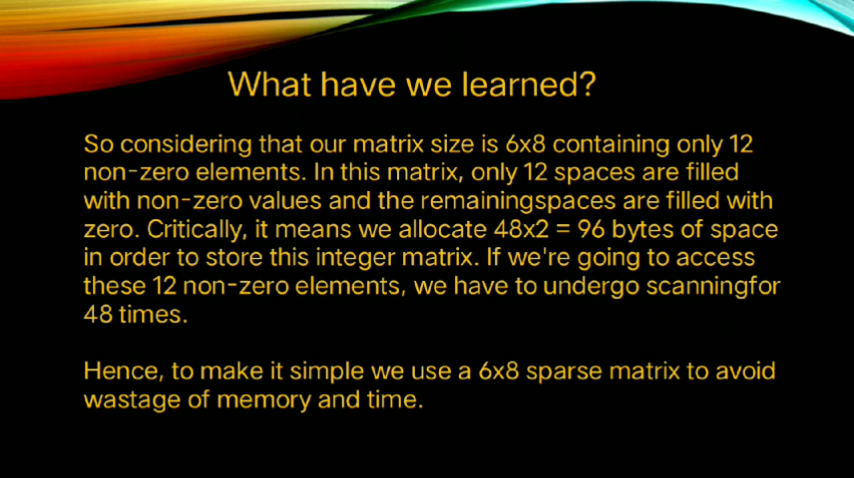 What have we learned?
So considering that our matrix size is 6x8 containing only 12
non-zero elements. In this matrix, only 12 spaces are filled
with non-zero values and the remainingspaces are filled with
zero. Critically, it means we allocate 48x2 = 96 bytes of space
in order to store this integer matrix. If we're going to access
these 12 non-zero elements, we have to undergo scanningfor
48 times.
Hence, to make it simple we use a 6x8 sparse matrix to avoid
wastage of memory and time.